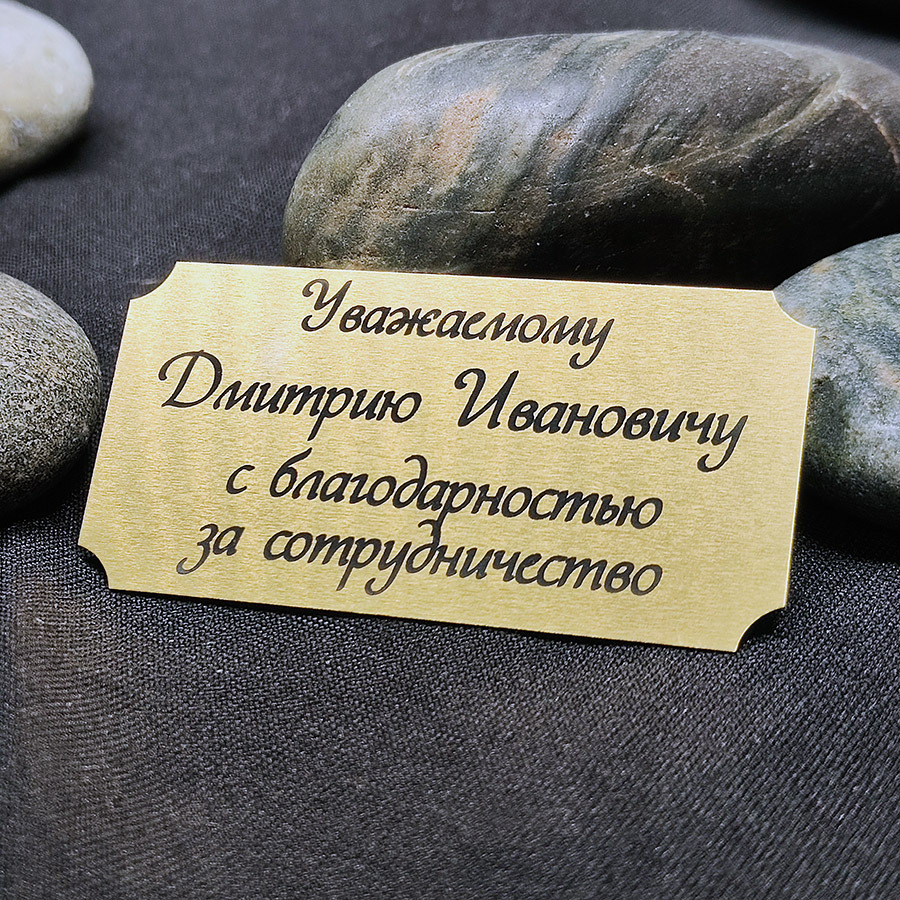 Уважаемому
Дмитрию Ивановичу
с благодарностью
за сотрудничество